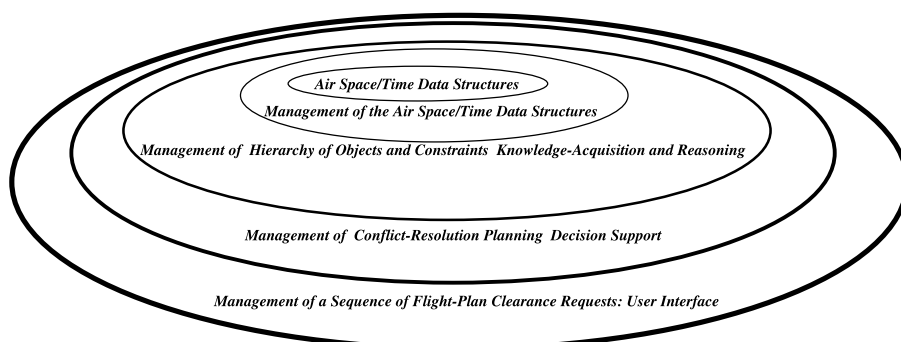 Air Space/Time Data Structures
Management of the Air Space/Time Data Structures
Management of Hierarchy of Objects and Constraints Knowledge-Acquisition and Reasoning
Management of Conflict-Resolution Planning Decision Support
Management of a Sequence of Flight-Plan Clearance Requests: User Interface